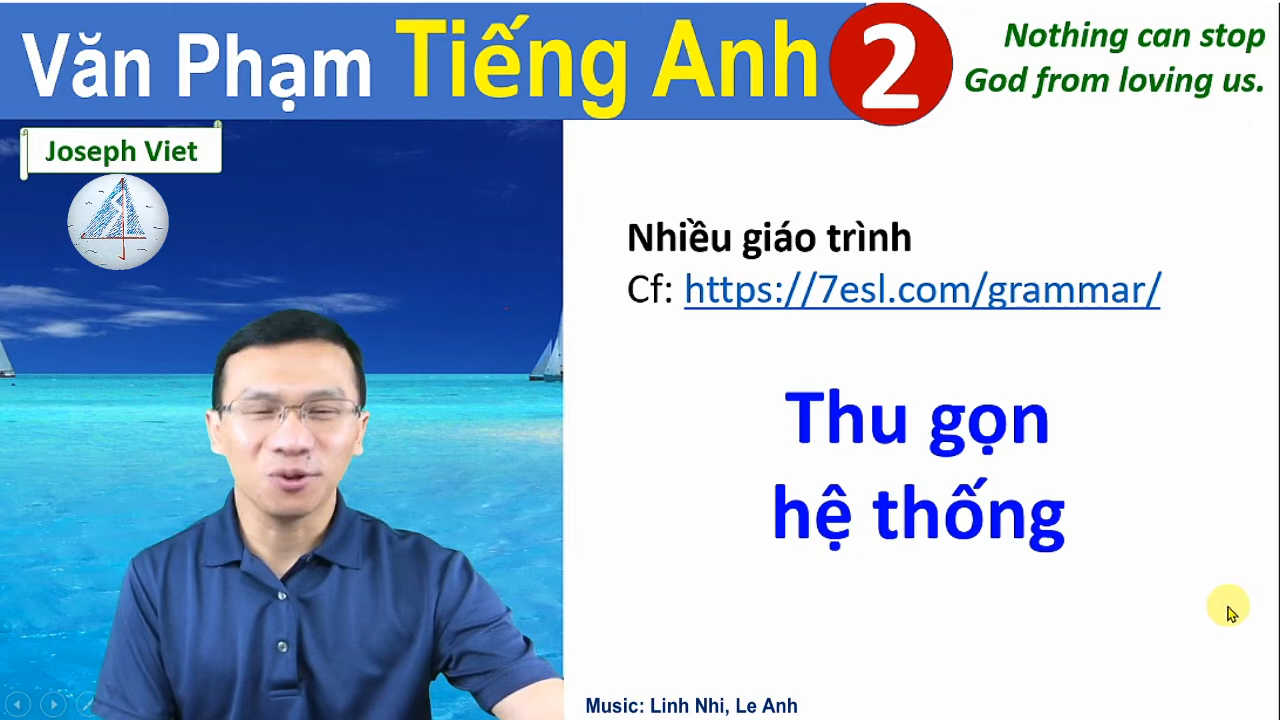 Văn Phạm Tiếng Anh 2
Nothing can stop
God from loving us.
Joseph Viet
Nhiều giáo trình
Cf: https://7esl.com/grammar/
Thu gọn
hệ thống
Music: Linh Nhi, Le Anh